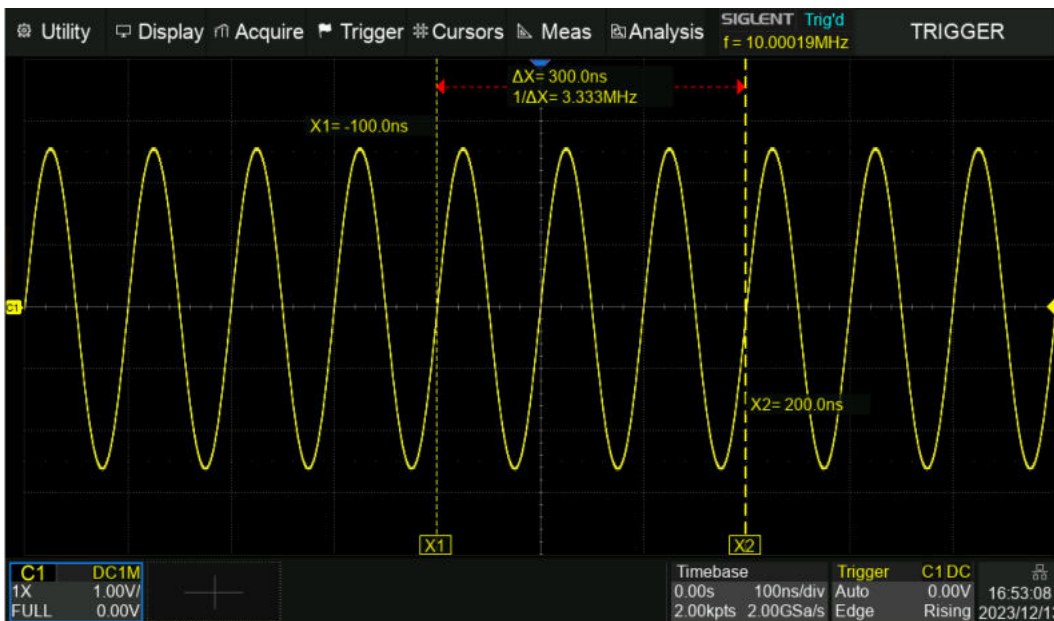 Utility Display Acquire Trigger Cursors Meas Analysis SIGLENT Trig'd TRIGGER
f = 10.00019MHz
ΔX= 300.0ns
1/ΔX= 3.333MHz
X1= -100.0ns
C1
X2= 200.0ns
X1 X2
C1 DC1M Timebase Trigger C1 DC
1X 1.00V/ 0.00s 100ns/div Auto 0.00V 16:53:08
FULL 0.00V 2.00kpts 2.00GSa/s Edge Rising